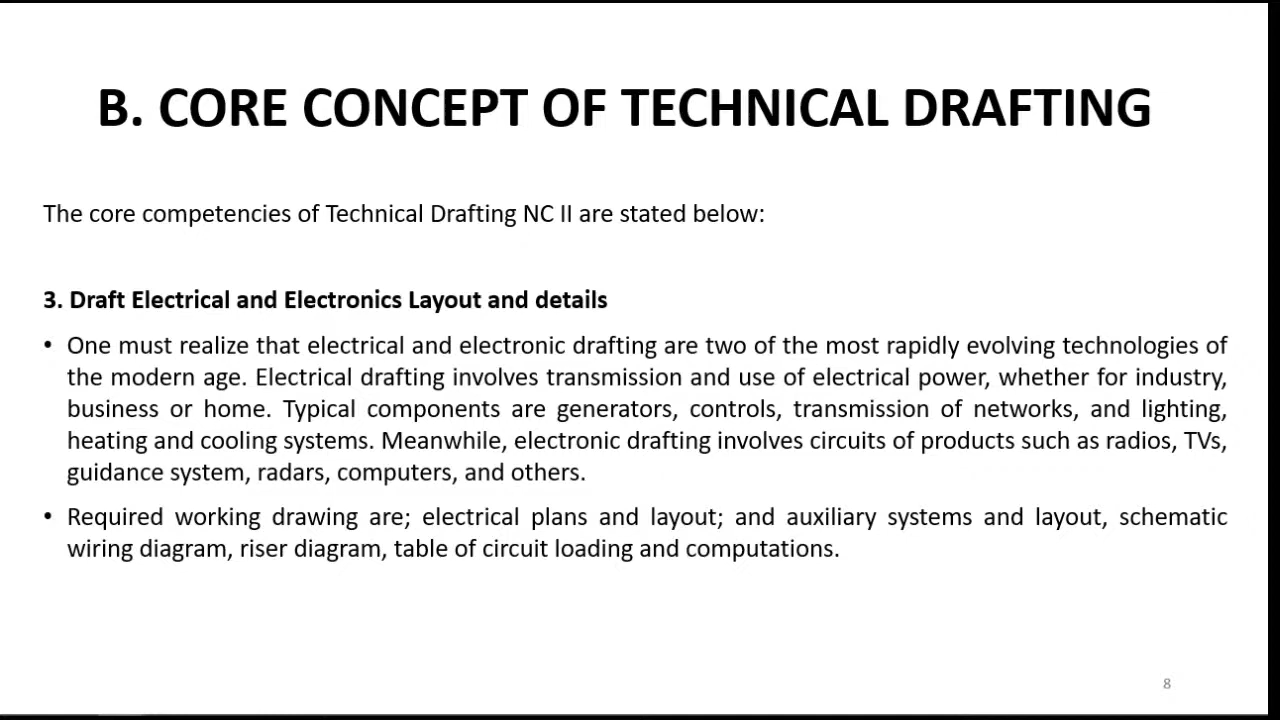 B. CORE CONCEPT OF TECHNICAL DRAFTING
The core competencies of Technical Drafting NC II are stated below:
3. Draft Electrical and Electronics Layout and details
• One must realize that electrical and electronic drafting are two of the most rapidly evolving technologies of
the modern age. Electrical drafting involves transmission and use of electrical power, whether for industry,
business or home. Typical components are generators, controls, transmission of networks, and lighting,
heating and cooling systems. Meanwhile, electronic drafting involves circuits of products such as radios, TVs,
guidance system, radars, computers, and others.
• Required working drawing are; electrical plans and layout; and auxiliary systems and layout, schematic
wiring diagram, riser diagram, table of circuit loading and computations.
8